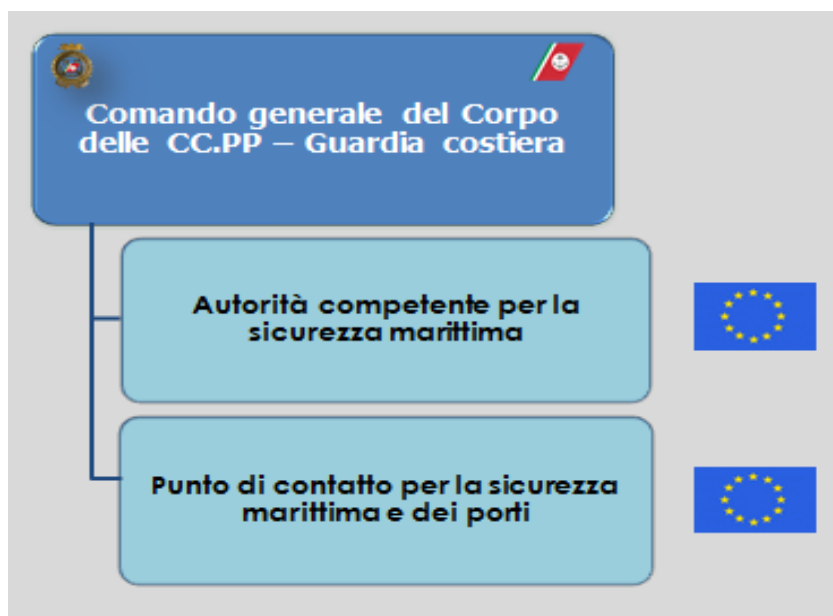 Comando generale del Corpo
delle CC.PP – Guardia costiera
Autorità competente per la
sicurezza marittima
Punto di contatto per la sicurezza
marittima e dei porti